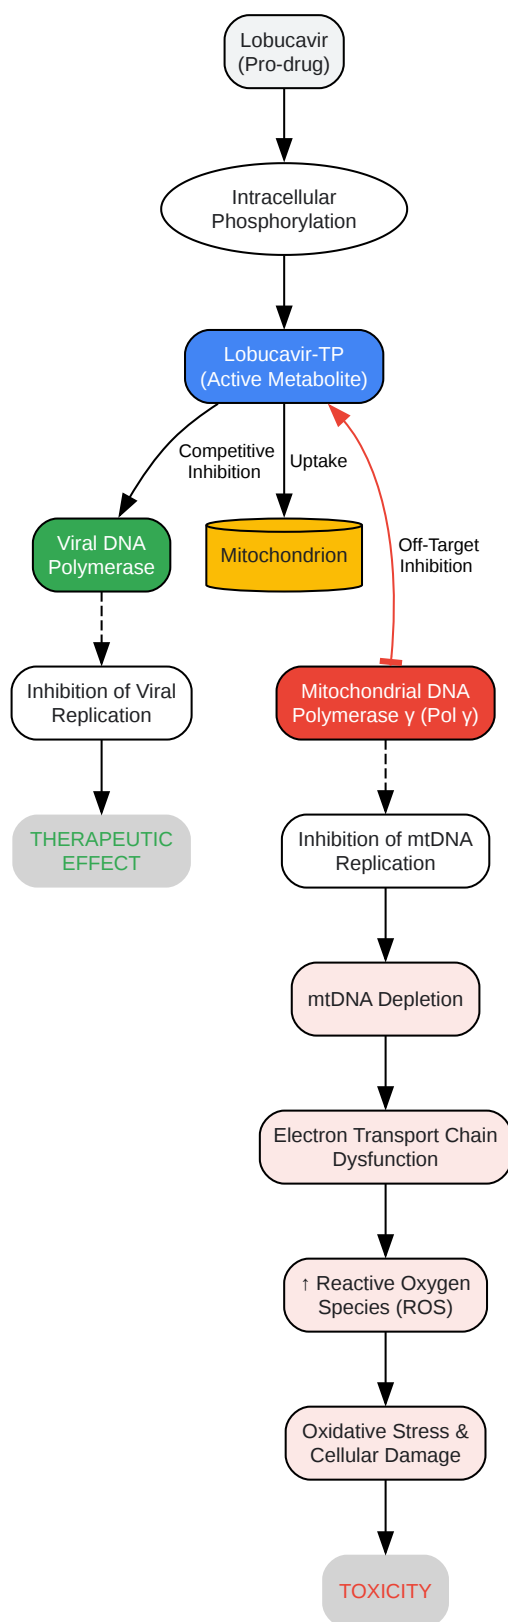 Lobucavir
(Pro-drug)
Intracellular
Phosphorylation
Lobucavir-TP
(Active Metabolite)
Competitive
Inhibition
Uptake
Viral DNA
Polymerase
Mitochondrion
Off-Target
Inhibition
Inhibition of Viral
Replication
Mitochondrial DNA
Polymerase γ (Pol γ)
THERAPEUTIC
EFFECT
Inhibition of mtDNA
Replication
mtDNA Depletion
Electron Transport Chain
Dysfunction
↑ Reactive Oxygen
Species (ROS)
Oxidative Stress &
Cellular Damage
TOXICITY